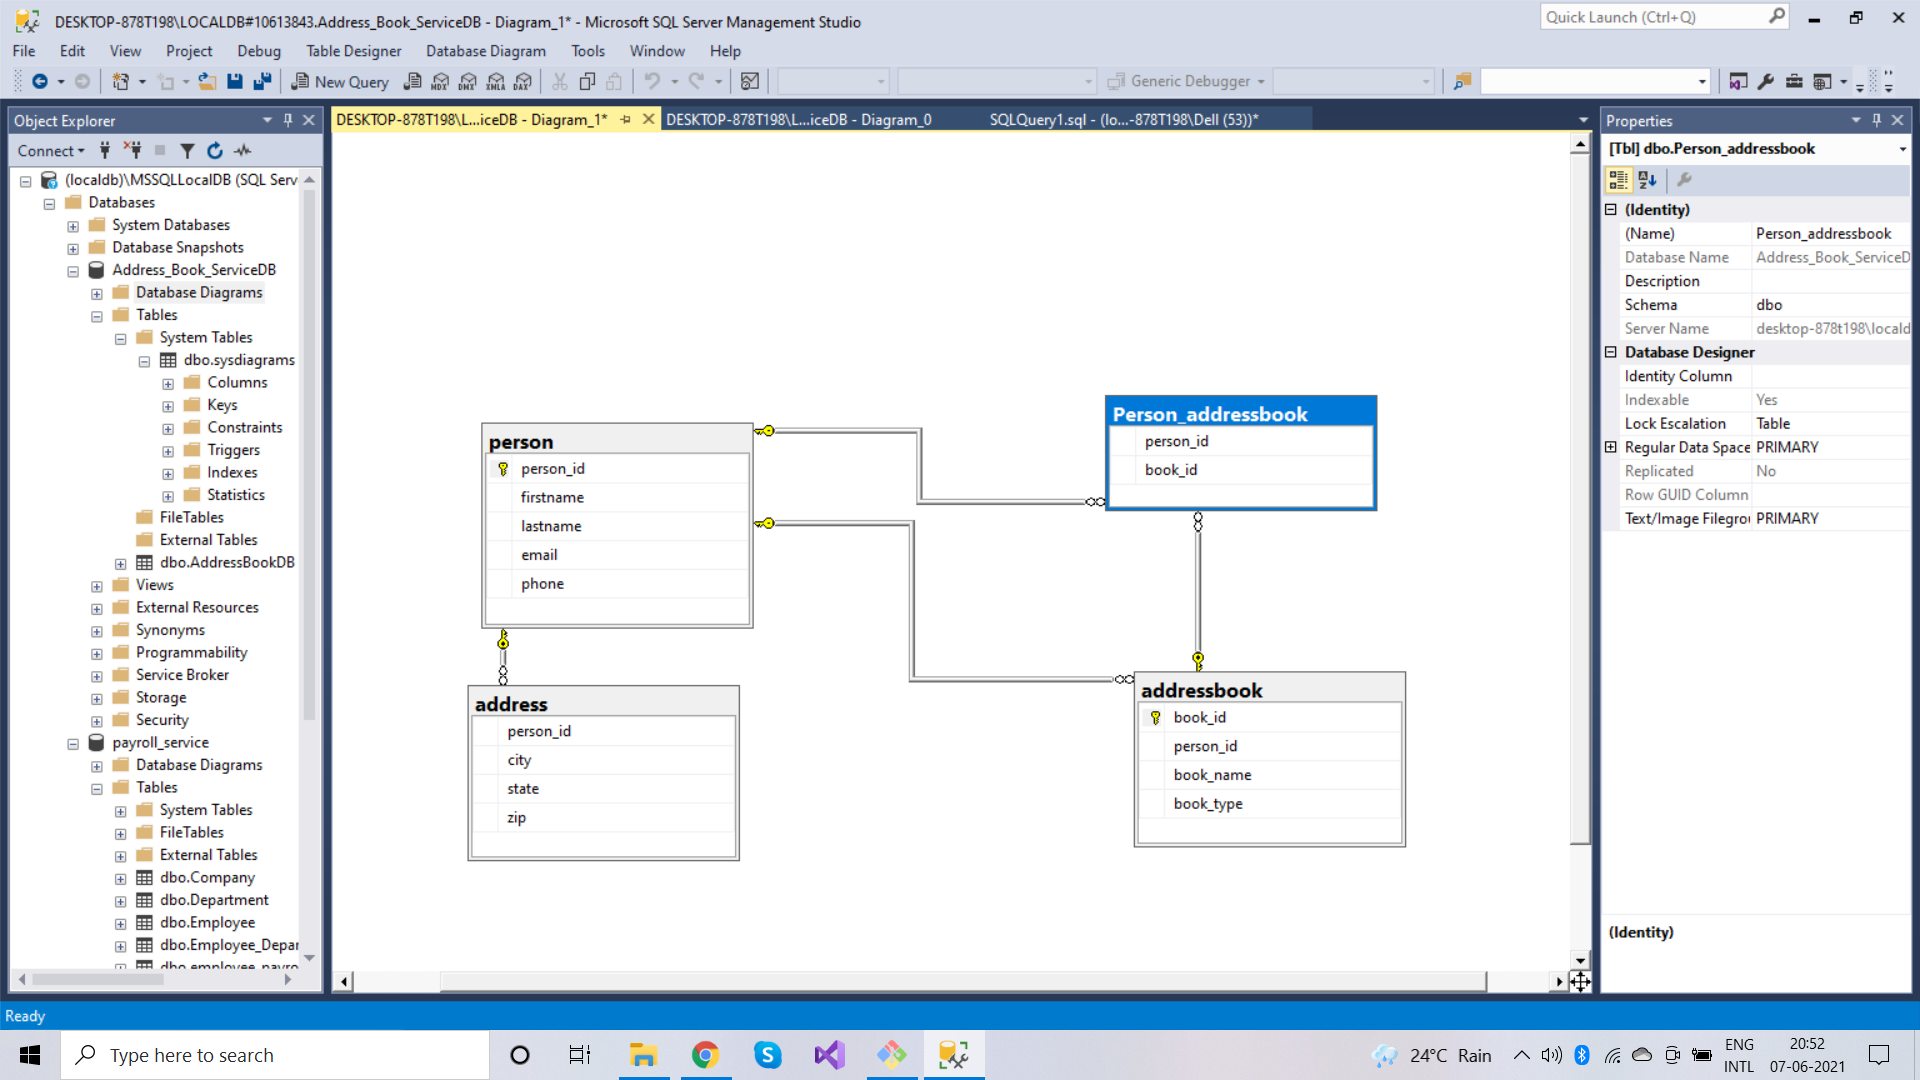 DESKTOP-878T198\LOCALDB#10613843.Address_Book_ServiceDB - Diagram_1* - Microsoft SQL Server Management Studio
Quick Launch (Ctrl+Q)
File Edit View Project Debug Table Designer Database Diagram Tools Window Help
New Query MDX DMX XMLA DAX Generic Debugger
Object Explorer
Connect
(localdb)\MSSQLLocalDB (SQL Serv
Databases
System Databases
Database Snapshots
Address_Book_ServiceDB
Database Diagrams
Tables
System Tables
dbo.sysdiagrams
Columns
Keys
Constraints
Triggers
Indexes
Statistics
FileTables
External Tables
dbo.AddressBookDB
Views
External Resources
Synonyms
Programmability
Service Broker
Storage
Security
payroll_service
Database Diagrams
Tables
System Tables
FileTables
External Tables
dbo.Company
dbo.Department
dbo.Employee
dbo.Employee_Depar
dbo.employee_payro
DESKTOP-878T198\L...iceDB - Diagram_1* DESKTOP-878T198\L...iceDB - Diagram_0 SQLQuery1.sql - (lo...-878T198\Dell (53))*
person
person_id
firstname
lastname
email
phone
Person_addressbook
person_id
book_id
address
person_id
city
state
zip
addressbook
book_id
person_id
book_name
book_type
Properties
[Tbl] dbo.Person_addressbook
(Identity)
(Name) Person_addressbook
Database Name Address_Book_ServiceD
Description
Schema dbo
Server Name desktop-878t198\locald
Database Designer
Identity Column
Indexable Yes
Lock Escalation Table
Regular Data Space PRIMARY
Replicated No
Row GUID Column
Text/Image Filegrou PRIMARY
(Identity)
Ready
Type here to search
24°C Rain
ENG
INTL
20:52
07-06-2021